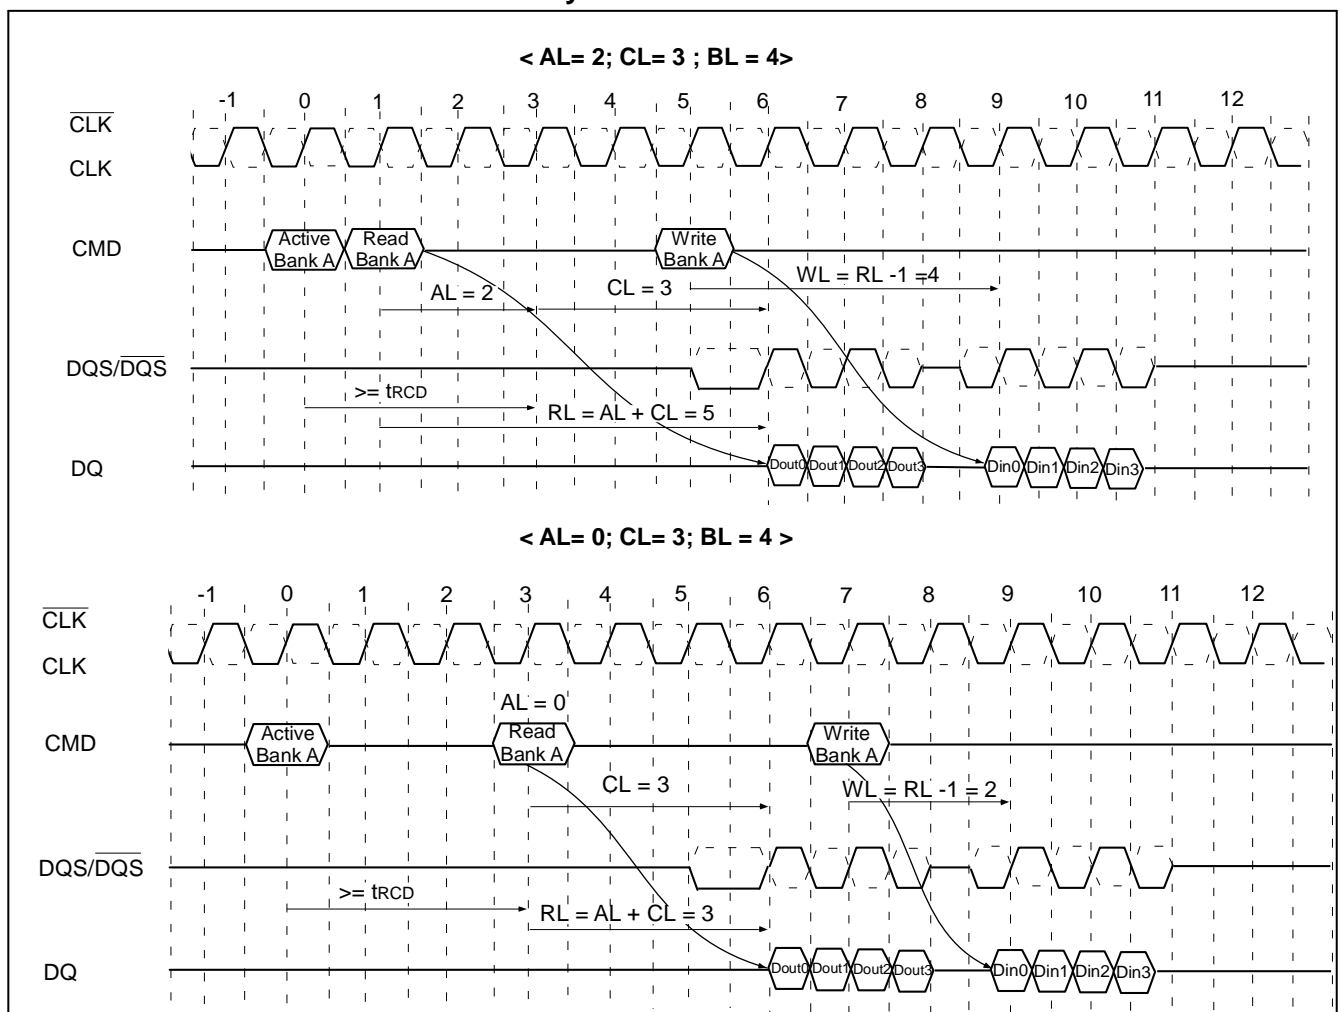 < AL= 2; CL= 3 ; BL = 4>
-1 0 1 2 3 4 5 6 7 8 9 10 11 12
CLK
CLK
CMD
Active Bank A
Read Bank A
Write Bank A
WL = RL -1 =4
AL = 2
CL = 3
DQS/DQS
>= tRCD
RL = AL + CL = 5
DQ
Dout0 Dout1 Dout2 Dout3 Din0 Din1 Din2 Din3
< AL= 0; CL= 3; BL = 4 >
-1 0 1 2 3 4 5 6 7 8 9 10 11 12
CLK
CLK
AL = 0
CMD
Active Bank A
Read Bank A
Write Bank A
CL = 3
WL = RL -1 = 2
DQS/DQS
>= tRCD
RL = AL + CL = 3
DQ
Dout0 Dout1 Dout2 Dout3 Din0 Din1 Din2 Din3